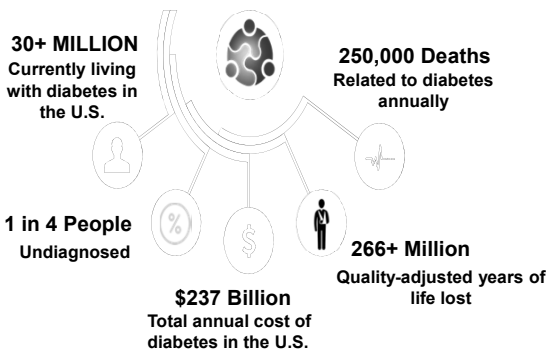 30+ MILLION
Currently living
with diabetes in
the U.S.
250,000 Deaths
Related to diabetes
annually
1 in 4 People
Undiagnosed
%
$
266+ Million
Quality-adjusted years of
life lost
$237 Billion
Total annual cost of
diabetes in the U.S.